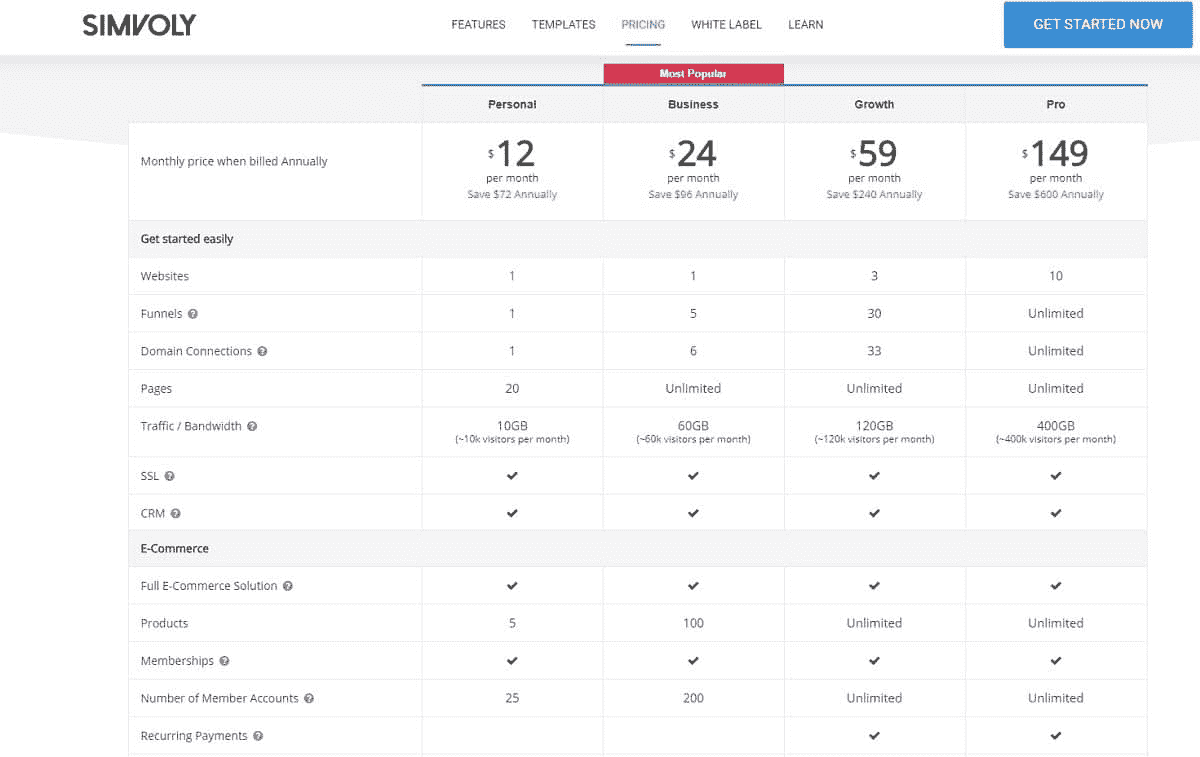 SIMVOLY
FEATURES TEMPLATES PRICING WHITE LABEL LEARN
GET STARTED NOW
Most Popular
Personal Business Growth Pro
Monthly price when billed Annually
$12 $24 $59 $149
per month per month per month per month
Save $72 Annually Save $96 Annually Save $240 Annually Save $600 Annually
Get started easily
Websites 1 1 3 10
Funnels 1 5 30 Unlimited
Domain Connections 1 6 33 Unlimited
Pages 20 Unlimited Unlimited Unlimited
Traffic / Bandwidth 10GB 60GB 120GB 400GB
(~10k visitors per month) (~60k visitors per month) (~120k visitors per month) (~400k visitors per month)
SSL ✔ ✔ ✔ ✔
CRM ✔ ✔ ✔ ✔
E-Commerce
Full E-Commerce Solution ✔ ✔ ✔ ✔
Products 5 100 Unlimited Unlimited
Memberships ✔ ✔ ✔ ✔
Number of Member Accounts 25 200 Unlimited Unlimited
Recurring Payments ✔ ✔